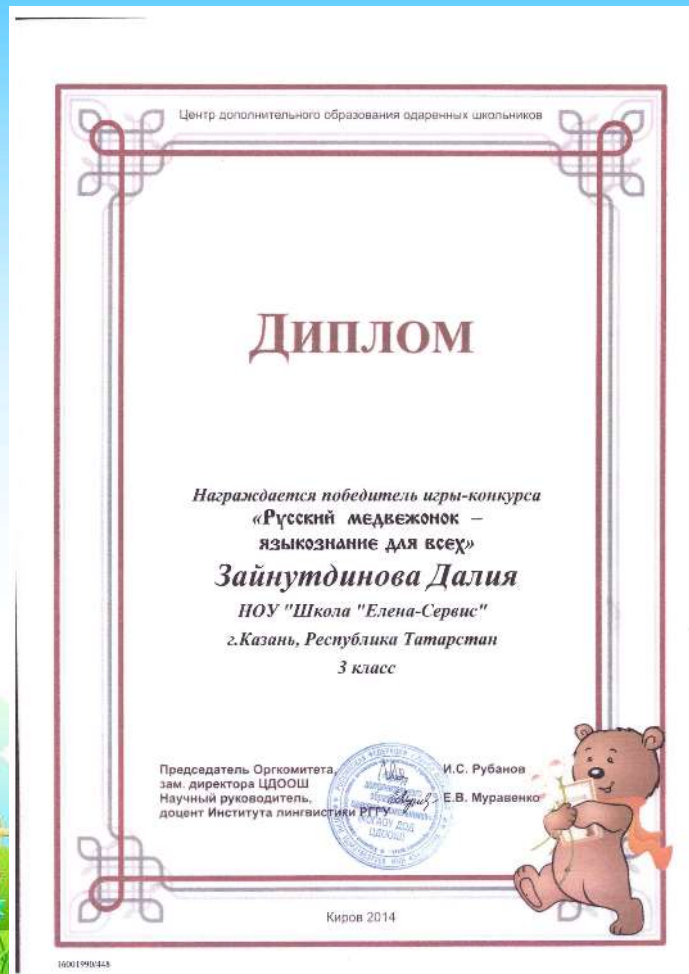 Центр дополнительного образования одаренных школьников
Диплом
Награждается победитель игры-конкурса
«Русский медвежонок –
языкознание для всех»
Зайнутдинова Далия
НОУ "Школа "Елена-Сервис"
г.Казань, Республика Татарстан
3 класс
Председатель Оргкомитета, И.С. Рубанов
зам. директора ЦДООШ
Научный руководитель, Е.В. Муравенко
доцент Института лингвистики РГГУ
Киров 2014
16001990/448